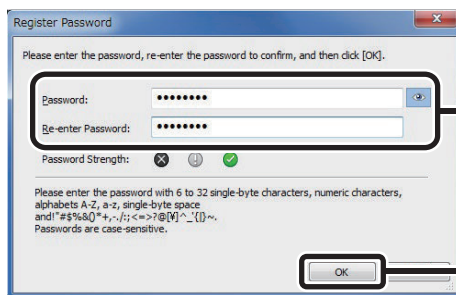 Register Password
Please enter the password, re-enter the password to confirm, and then click [OK].
Password: ••••••••
Re-enter Password: ••••••••
Password Strength:
Please enter the password with 6 to 32 single-byte characters, numeric characters,
alphabets A-Z, a-z, single-byte space
and!"#$%&()*+,-./:;<=>?@[¥]^_`{|}~.
Passwords are case-sensitive.
OK